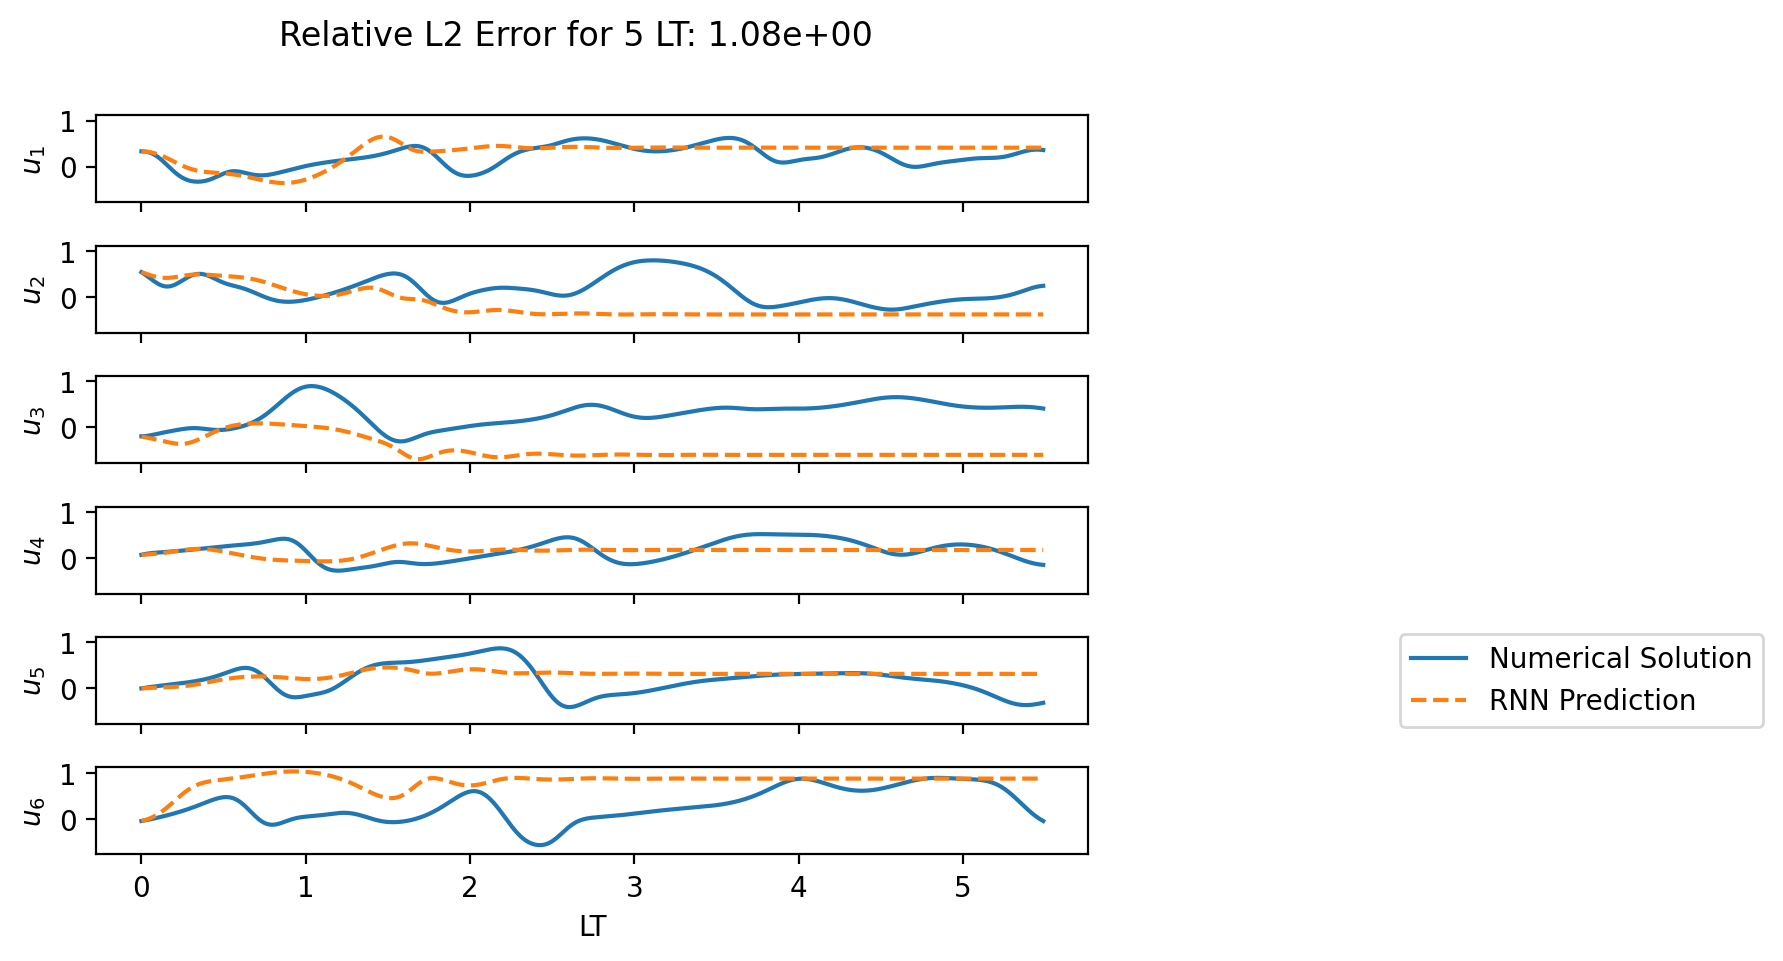 Relative L2 Error for 5 LT: 1.08e+00
1
0
u1
1
0
u2
1
0
u3
1
0
u4
1
0
u5
1
0
u6
0 1 2 3 4 5
LT
Numerical Solution
RNN Prediction